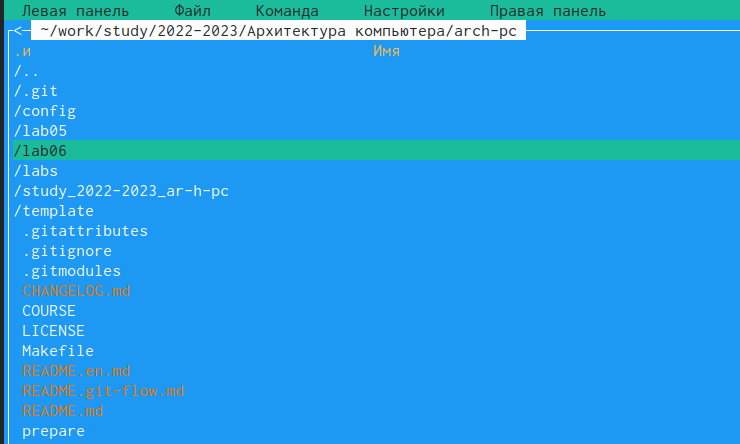 Левая панель Файл Команда Настройки Правая панель
<─ ~/work/study/2022-2023/Архитектура компьютера/arch-pc
.и Имя
/..
/.git
/config
/lab05
/lab06
/labs
/study_2022-2023_ar-h-pc
/template
.gitattributes
.gitignore
.gitmodules
CHANGELOG.md
COURSE
LICENSE
Makefile
README.en.md
README.git-flow.md
README.md
prepare